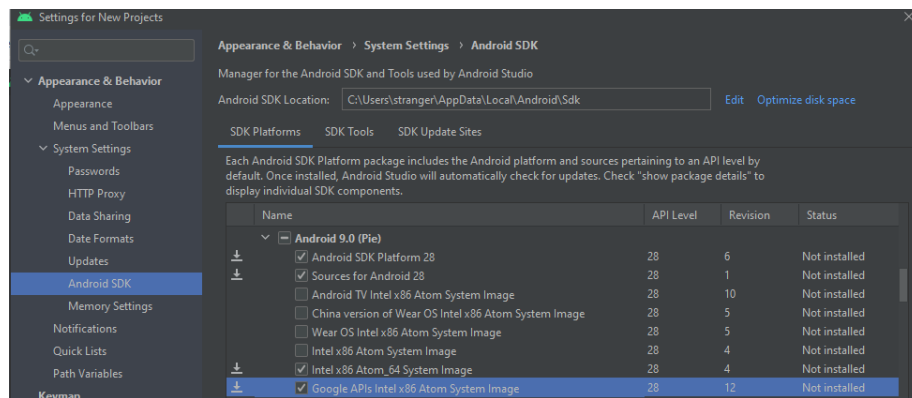 Settings for New Projects
Appearance & Behavior
Appearance
Menus and Toolbars
System Settings
Passwords
HTTP Proxy
Data Sharing
Date Formats
Updates
Android SDK
Memory Settings
Notifications
Quick Lists
Path Variables
Keymap
Appearance & Behavior > System Settings > Android SDK
Manager for the Android SDK and Tools used by Android Studio
Android SDK Location: C:\Users\stranger\AppData\Local\Android\Sdk Edit Optimize disk space
SDK Platforms SDK Tools SDK Update Sites
Each Android SDK Platform package includes the Android platform and sources pertaining to an API level by
default. Once installed, Android Studio will automatically check for updates. Check "show package details" to
display individual SDK components.
Name API Level Revision Status
Android 9.0 (Pie)
Android SDK Platform 28 28 6 Not installed
Sources for Android 28 28 1 Not installed
Android TV Intel x86 Atom System Image 28 10 Not installed
China version of Wear OS Intel x86 Atom System Image 28 5 Not installed
Wear OS Intel x86 Atom System Image 28 5 Not installed
Intel x86 Atom System Image 28 4 Not installed
Intel x86 Atom_64 System Image 28 4 Not installed
Google APIs Intel x86 Atom System Image 28 12 Not installed